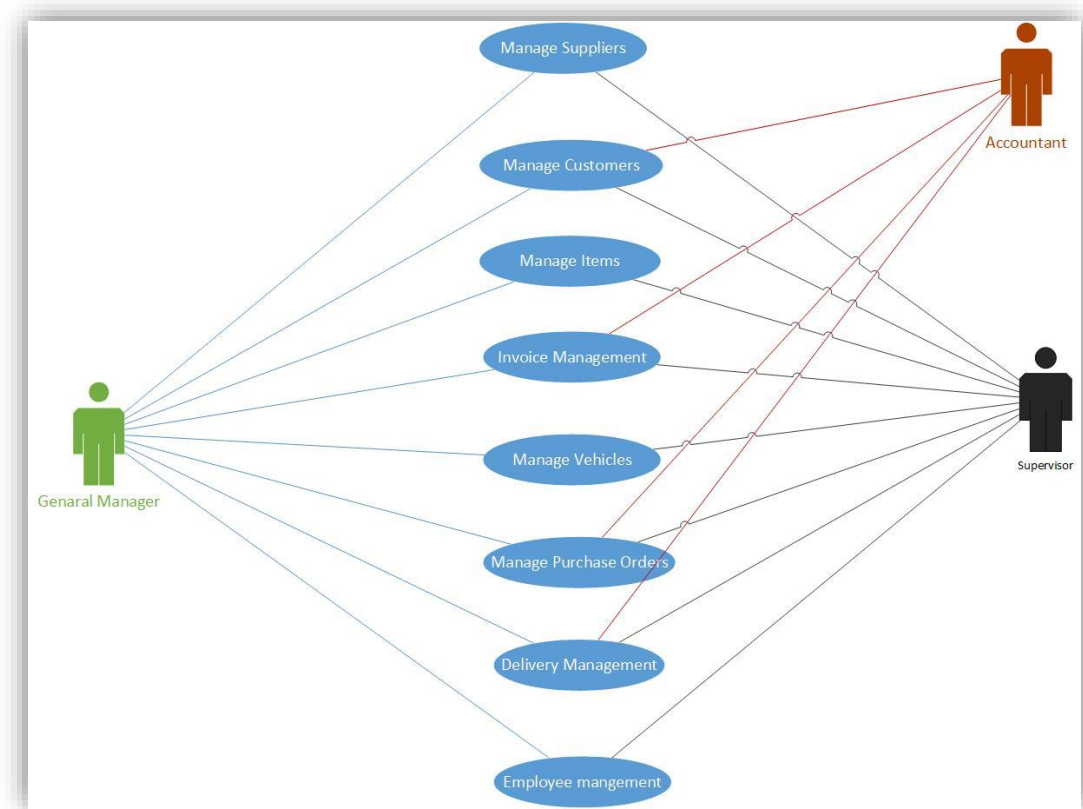 Manage Suppliers
Accountant
Manage Customers
Manage Items
Invoice Management
Manage Vehicles
Supervisor
Genaral Manager
Manage Purchase Orders
Delivery Management
Employee mangement